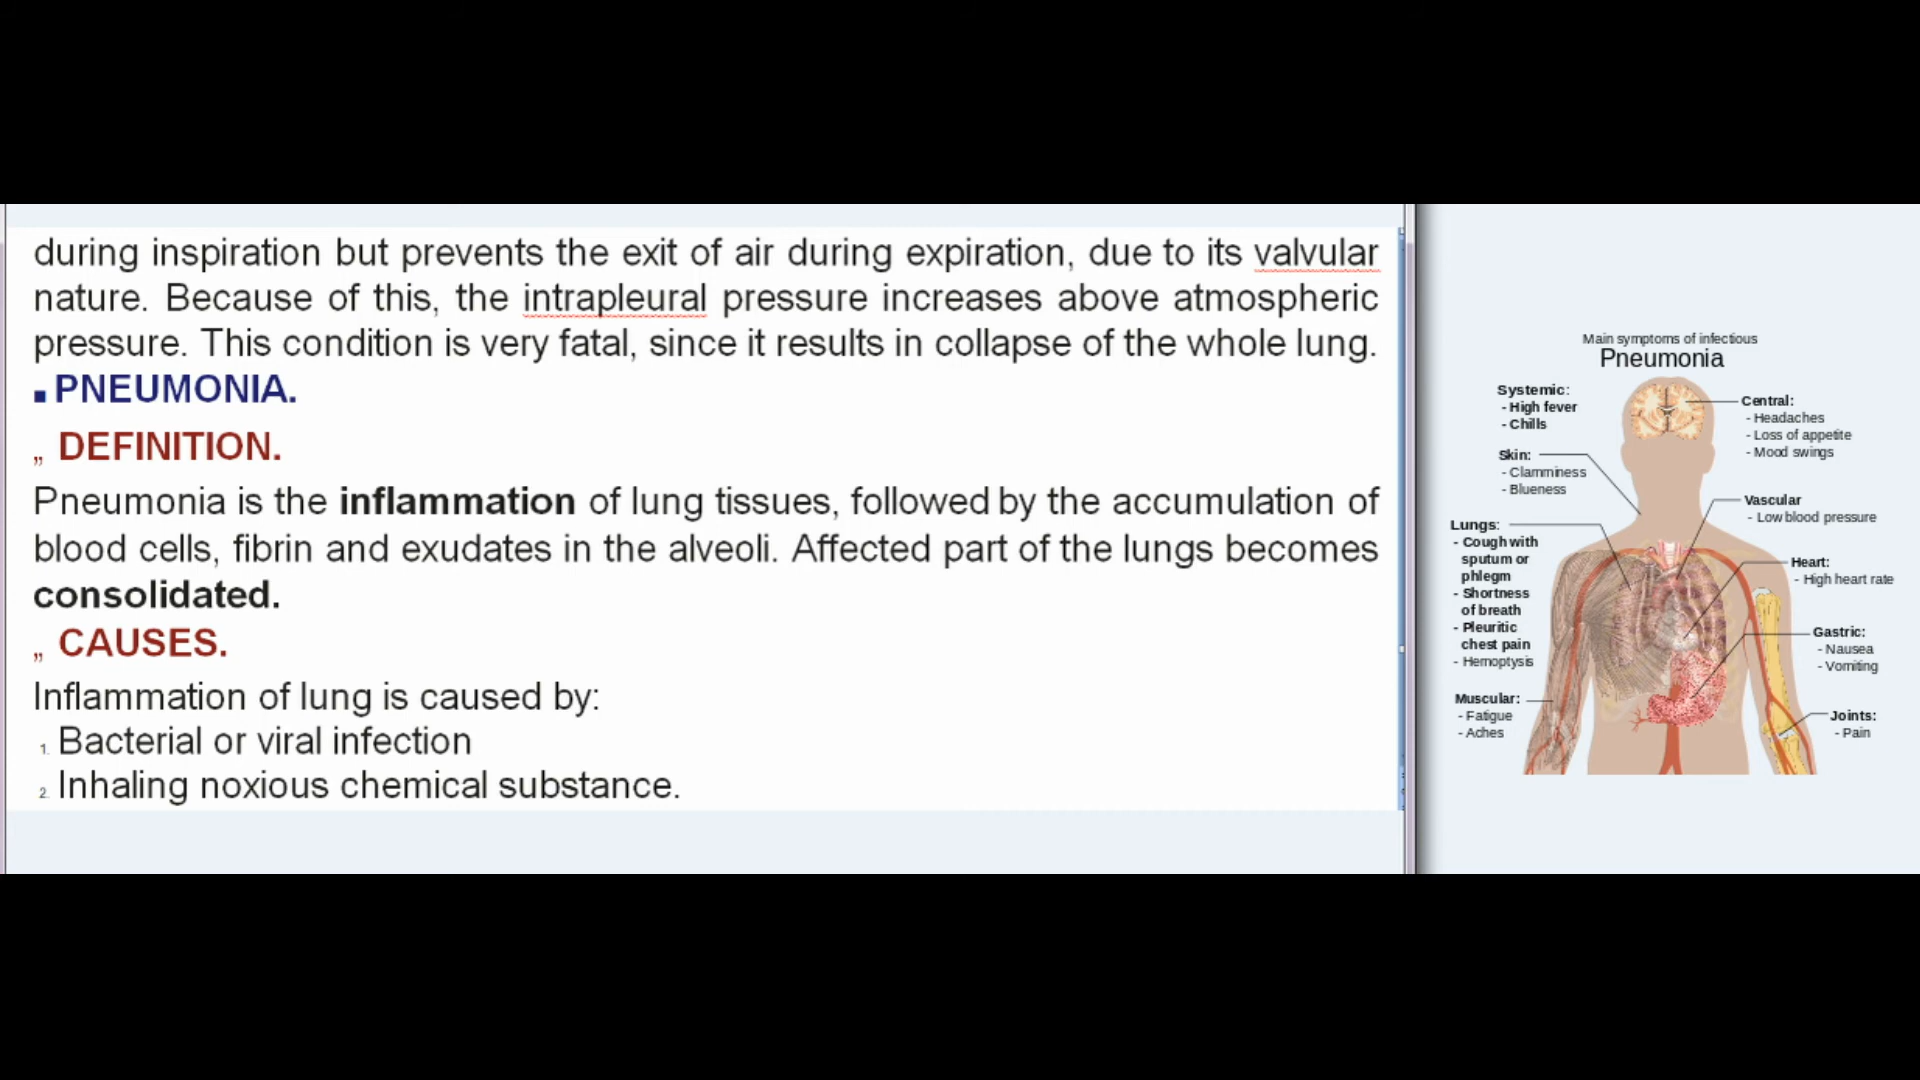 during inspiration but prevents the exit of air during expiration, due to its valvular
nature. Because of this, the intrapleural pressure increases above atmospheric
pressure. This condition is very fatal, since it results in collapse of the whole lung.
■ PNEUMONIA.
„ DEFINITION.
Pneumonia is the inflammation of lung tissues, followed by the accumulation of
blood cells, fibrin and exudates in the alveoli. Affected part of the lungs becomes
consolidated.
„ CAUSES.
Inflammation of lung is caused by:
1. Bacterial or viral infection
2. Inhaling noxious chemical substance.
Main symptoms of infectious
Pneumonia
Systemic:
- High fever
- Chills
Skin:
- Clamminess
- Blueness
Lungs:
- Cough with
sputum or
phlegm
- Shortness
of breath
- Pleuritic
chest pain
- Hemoptysis
Muscular:
- Fatigue
- Aches
Central:
- Headaches
- Loss of appetite
- Mood swings
Vascular
- Low blood pressure
Heart:
- High heart rate
Gastric:
- Nausea
- Vomiting
Joints:
- Pain